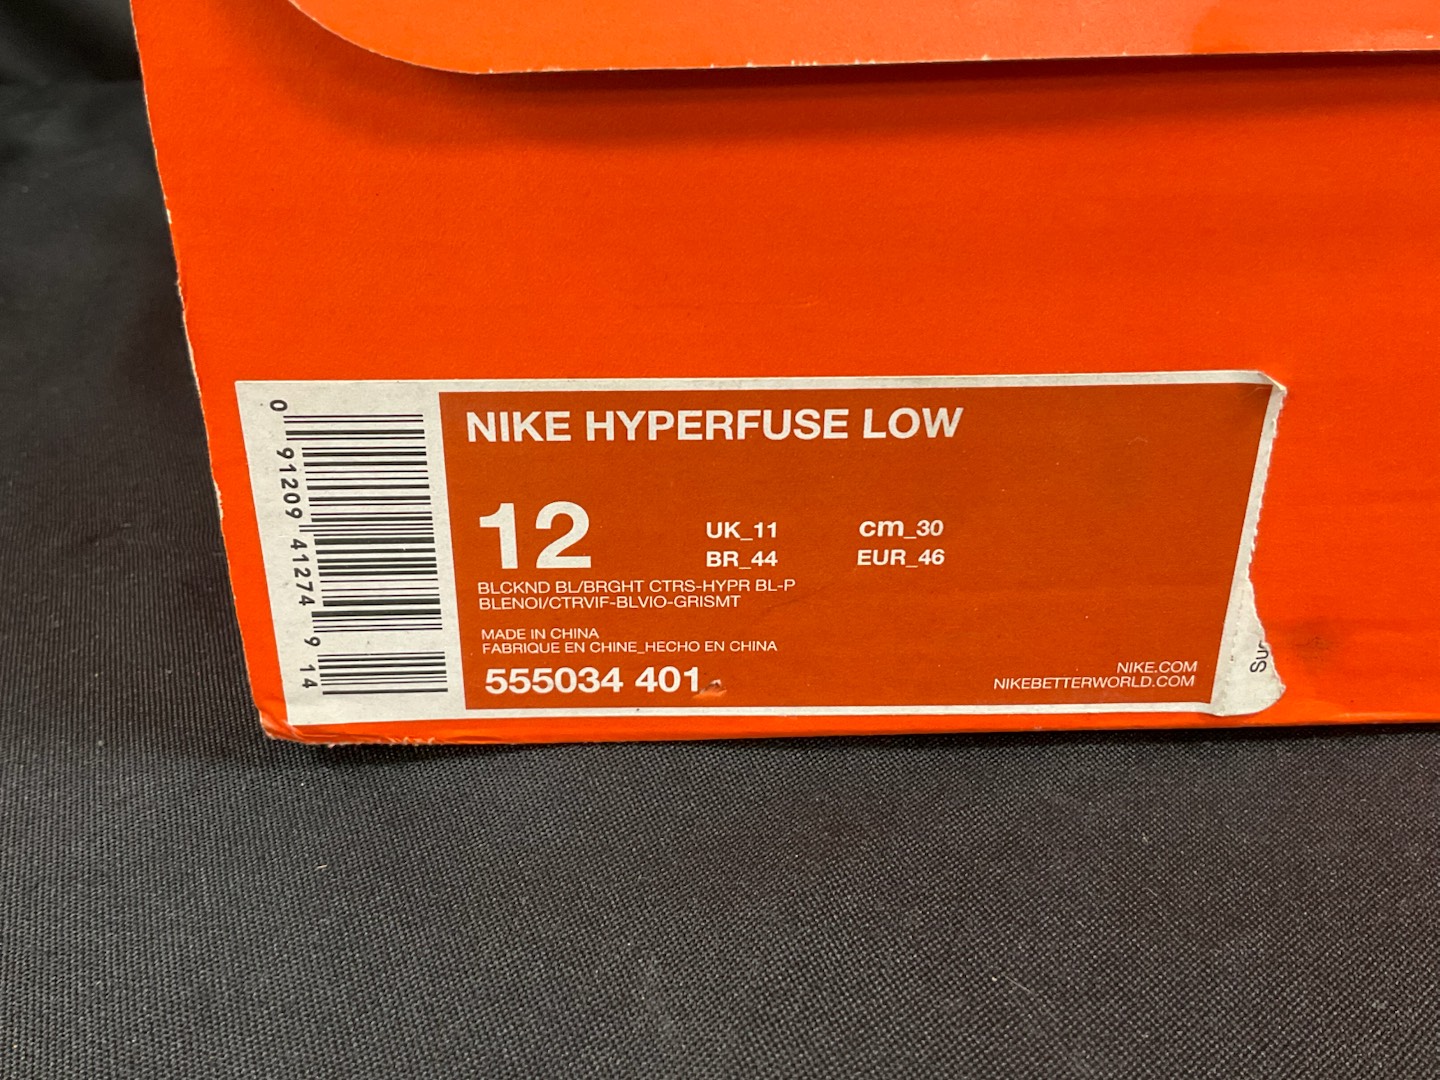 NIKE HYPERFUSE LOW
12 UK_11 cm_30
BR_44 EUR_46
BLCKND BL/BRGHT CTRS-HYPR BL-P
BLENOI/CTRVIF-BLVIO-GRISMT
MADE IN CHINA
FABRIQUE EN CHINE_HECHO EN CHINA
555034 401
NIKE.COM
NIKEBETTERWORLD.COM
0 91209 41274 9 14